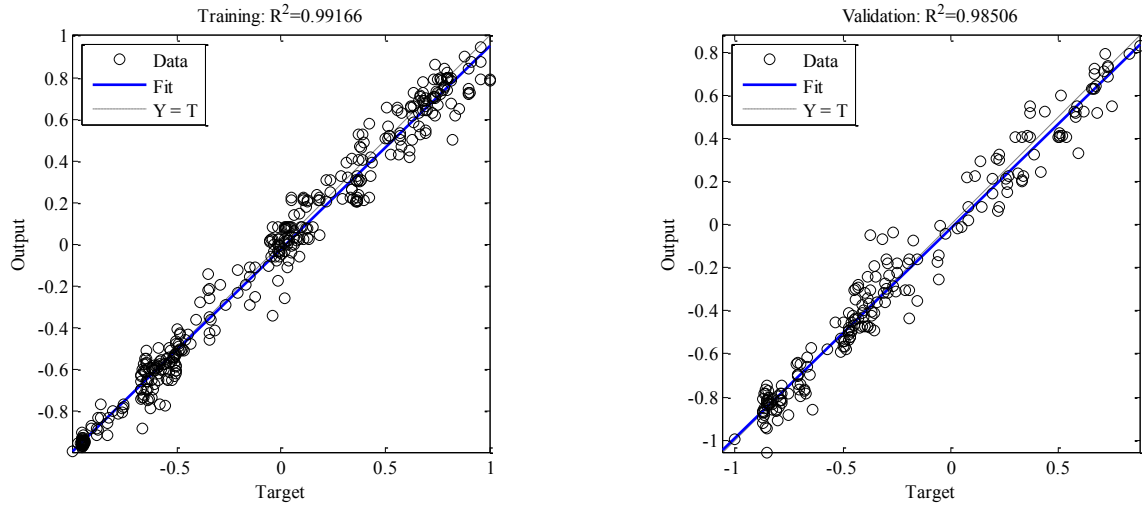 Training: R²=0.99166
1
0.8
0.6
0.4
0.2
0
-0.2
-0.4
-0.6
-0.8
Output
Data
Fit
Y = T
-0.5
0
0.5
1
Target
Validation: R²=0.98506
0.8
0.6
0.4
0.2
0
-0.2
-0.4
-0.6
-0.8
-1
Output
Data
Fit
Y = T
-1
-0.5
0
0.5
Target